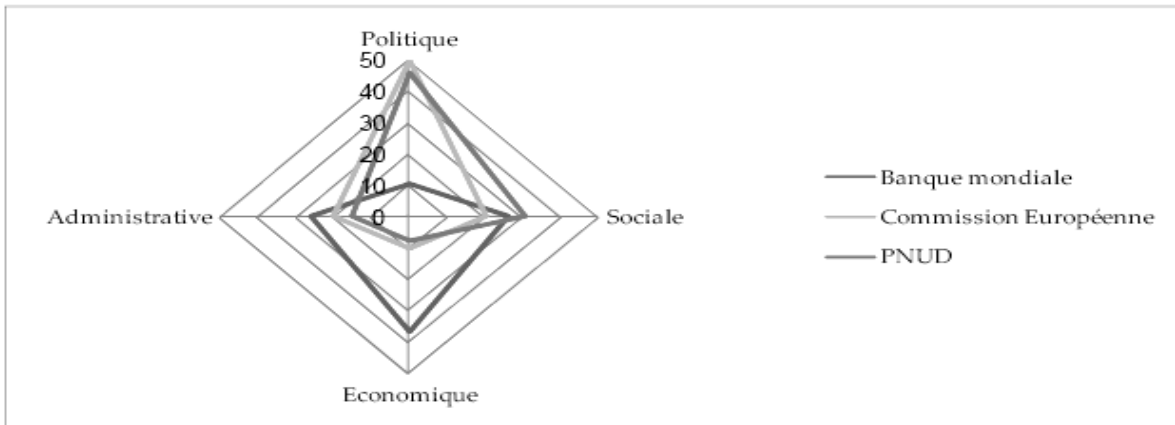 Politique
50
40
30
20
10
0
Administrative
Sociale
Economique
Banque mondiale
Commission Européenne
PNUD